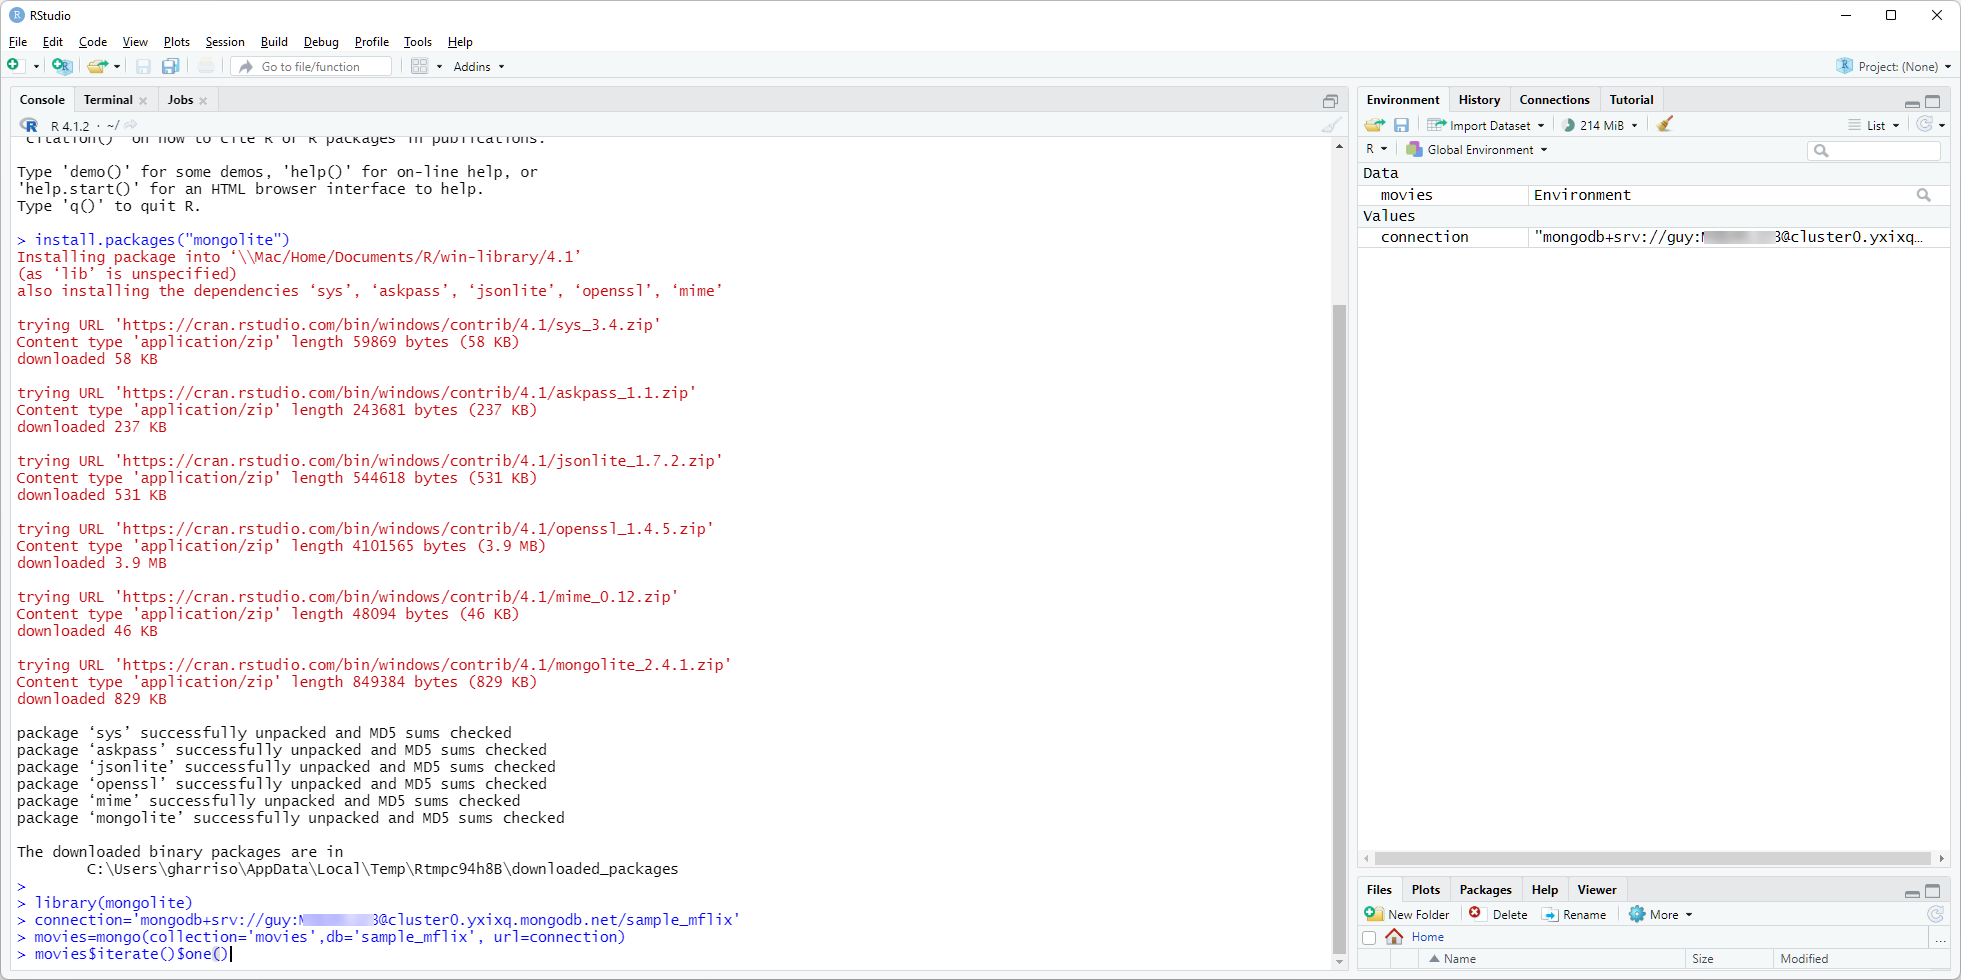 RStudio
File Edit Code View Plots Session Build Debug Profile Tools Help
Go to file/function Addins Project: (None)
Console Terminal Jobs
R 4.1.2 · ~/
'citation()' on how to cite R or R packages in publications.
Type 'demo()' for some demos, 'help()' for on-line help, or
'help.start()' for an HTML browser interface to help.
Type 'q()' to quit R.
> install.packages("mongolite")
Installing package into ‘\\Mac/Home/Documents/R/win-library/4.1’
(as ‘lib’ is unspecified)
also installing the dependencies ‘sys’, ‘askpass’, ‘jsonlite’, ‘openssl’, ‘mime’
trying URL 'https://cran.rstudio.com/bin/windows/contrib/4.1/sys_3.4.zip'
Content type 'application/zip' length 59869 bytes (58 KB)
downloaded 58 KB
trying URL 'https://cran.rstudio.com/bin/windows/contrib/4.1/askpass_1.1.zip'
Content type 'application/zip' length 243681 bytes (237 KB)
downloaded 237 KB
trying URL 'https://cran.rstudio.com/bin/windows/contrib/4.1/jsonlite_1.7.2.zip'
Content type 'application/zip' length 544618 bytes (531 KB)
downloaded 531 KB
trying URL 'https://cran.rstudio.com/bin/windows/contrib/4.1/openssl_1.4.5.zip'
Content type 'application/zip' length 4101565 bytes (3.9 MB)
downloaded 3.9 MB
trying URL 'https://cran.rstudio.com/bin/windows/contrib/4.1/mime_0.12.zip'
Content type 'application/zip' length 48094 bytes (46 KB)
downloaded 46 KB
trying URL 'https://cran.rstudio.com/bin/windows/contrib/4.1/mongolite_2.4.1.zip'
Content type 'application/zip' length 849384 bytes (829 KB)
downloaded 829 KB
package ‘sys’ successfully unpacked and MD5 sums checked
package ‘askpass’ successfully unpacked and MD5 sums checked
package ‘jsonlite’ successfully unpacked and MD5 sums checked
package ‘openssl’ successfully unpacked and MD5 sums checked
package ‘mime’ successfully unpacked and MD5 sums checked
package ‘mongolite’ successfully unpacked and MD5 sums checked
The downloaded binary packages are in
C:\Users\gharriso\AppData\Local\Temp\Rtmpc94h8B\downloaded_packages
>
> library(mongolite)
> connection='mongodb+srv://guy: @cluster0.yxixq.mongodb.net/sample_mflix'
> movies=mongo(collection='movies',db='sample_mflix', url=connection)
> movies$iterate()$one()
Environment History Connections Tutorial
Import Dataset 214 MiB List
R Global Environment
Data
movies Environment
Values
connection "mongodb+srv://guy: @cluster0.yxixq…
Files Plots Packages Help Viewer
New Folder Delete Rename More
Home ...
Name Size Modified